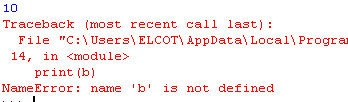 10
Traceback (most recent call last):
File "C:\Users\ELCOT\AppData\Local\Progra
14, in <module>
print(b)
NameError: name 'b' is not defined